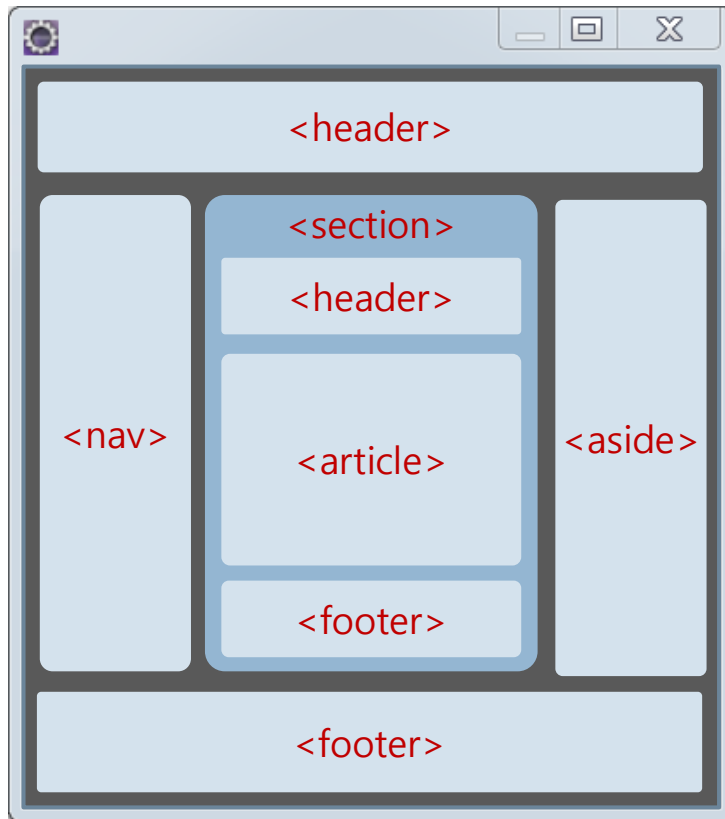 <header>
<nav>
<section>
<header>
<article>
<footer>
<aside>
<footer>